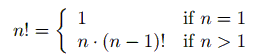 n! = { 1 if n = 1
n · (n − 1)! if n > 1